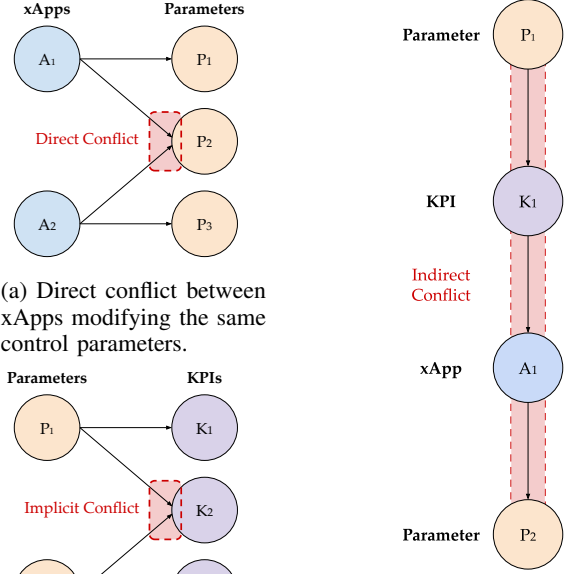 xApps Parameters
A1 P1
Direct Conflict P2
A2 P3
(a) Direct conflict between
xApps modifying the same
control parameters.
Parameters KPIs
P1 K1
Implicit Conflict K2
Parameter P1
KPI K1
Indirect
Conflict
xApp A1
Parameter P2